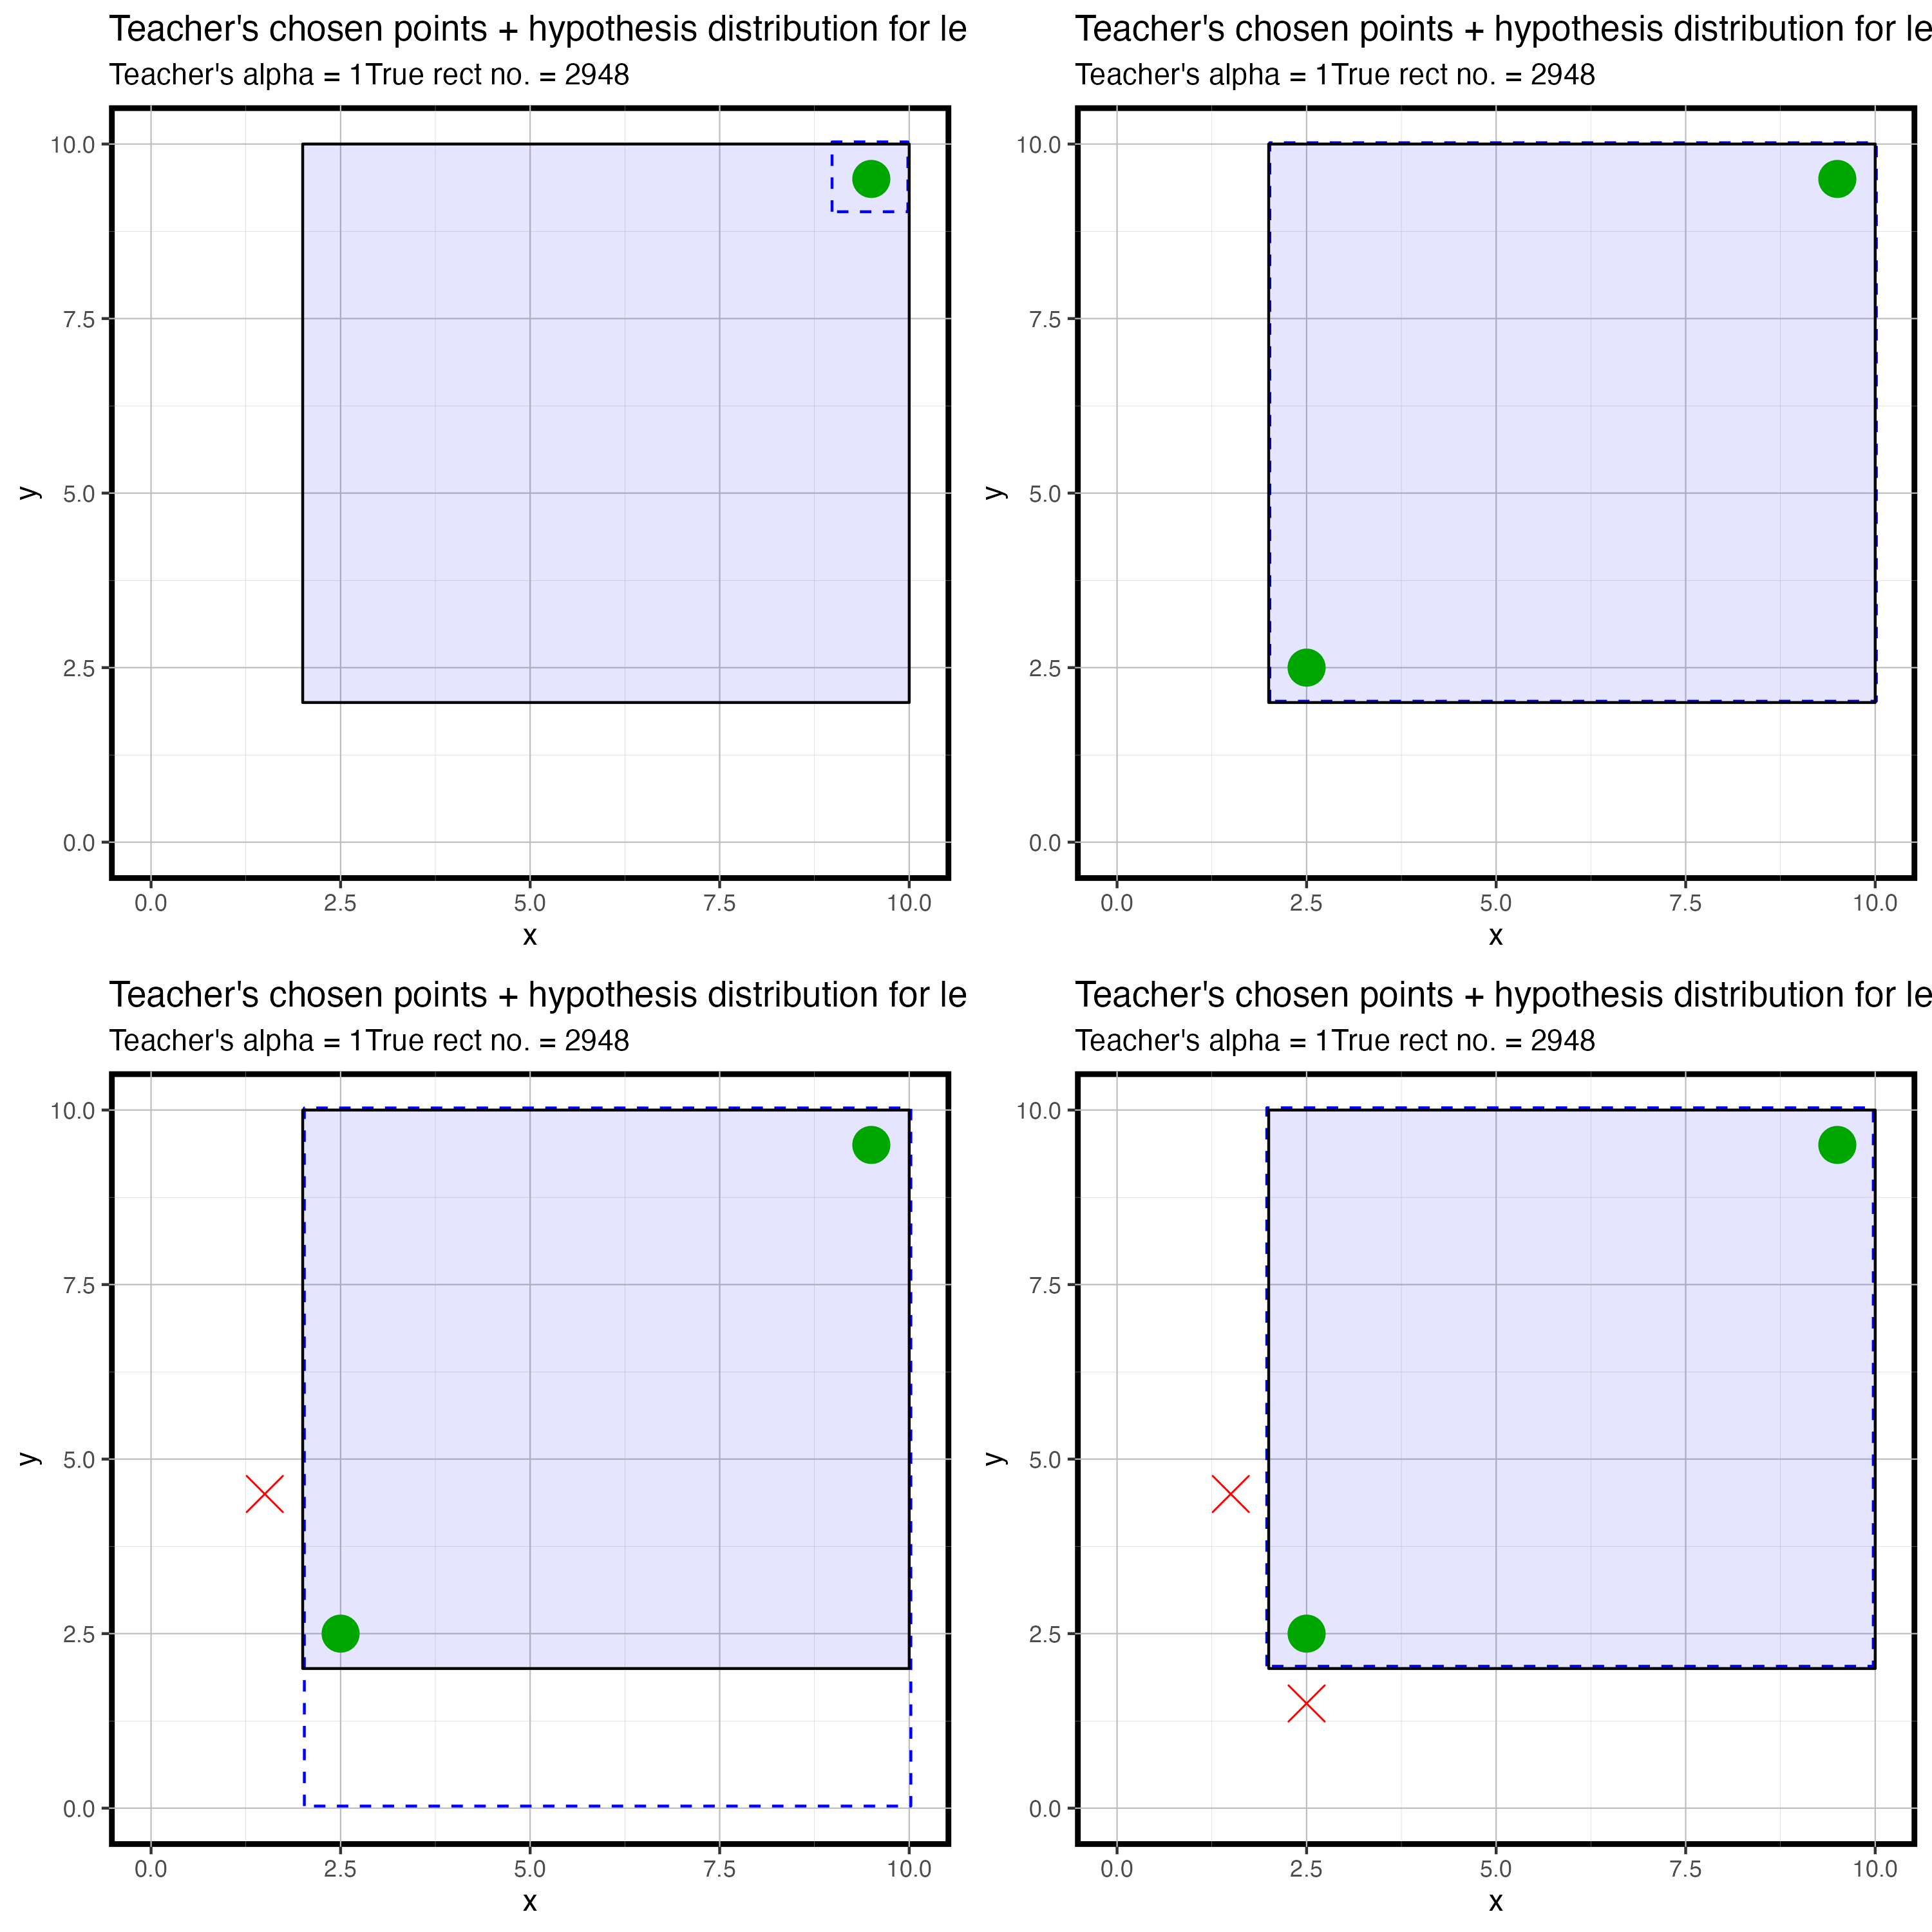 Teacher's chosen points + hypothesis distribution for le
Teacher's alpha = 1True rect no. = 2948
10.0
7.5
5.0
2.5
0.0
y
0.0 2.5 5.0 7.5 10.0
x
Teacher's chosen points + hypothesis distribution for le
Teacher's alpha = 1True rect no. = 2948
10.0
7.5
5.0
2.5
0.0
y
0.0 2.5 5.0 7.5 10.0
x
Teacher's chosen points + hypothesis distribution for le
Teacher's alpha = 1True rect no. = 2948
10.0
7.5
5.0
2.5
0.0
y
0.0 2.5 5.0 7.5 10.0
x
Teacher's chosen points + hypothesis distribution for le
Teacher's alpha = 1True rect no. = 2948
10.0
7.5
5.0
2.5
0.0
y
0.0 2.5 5.0 7.5 10.0
x